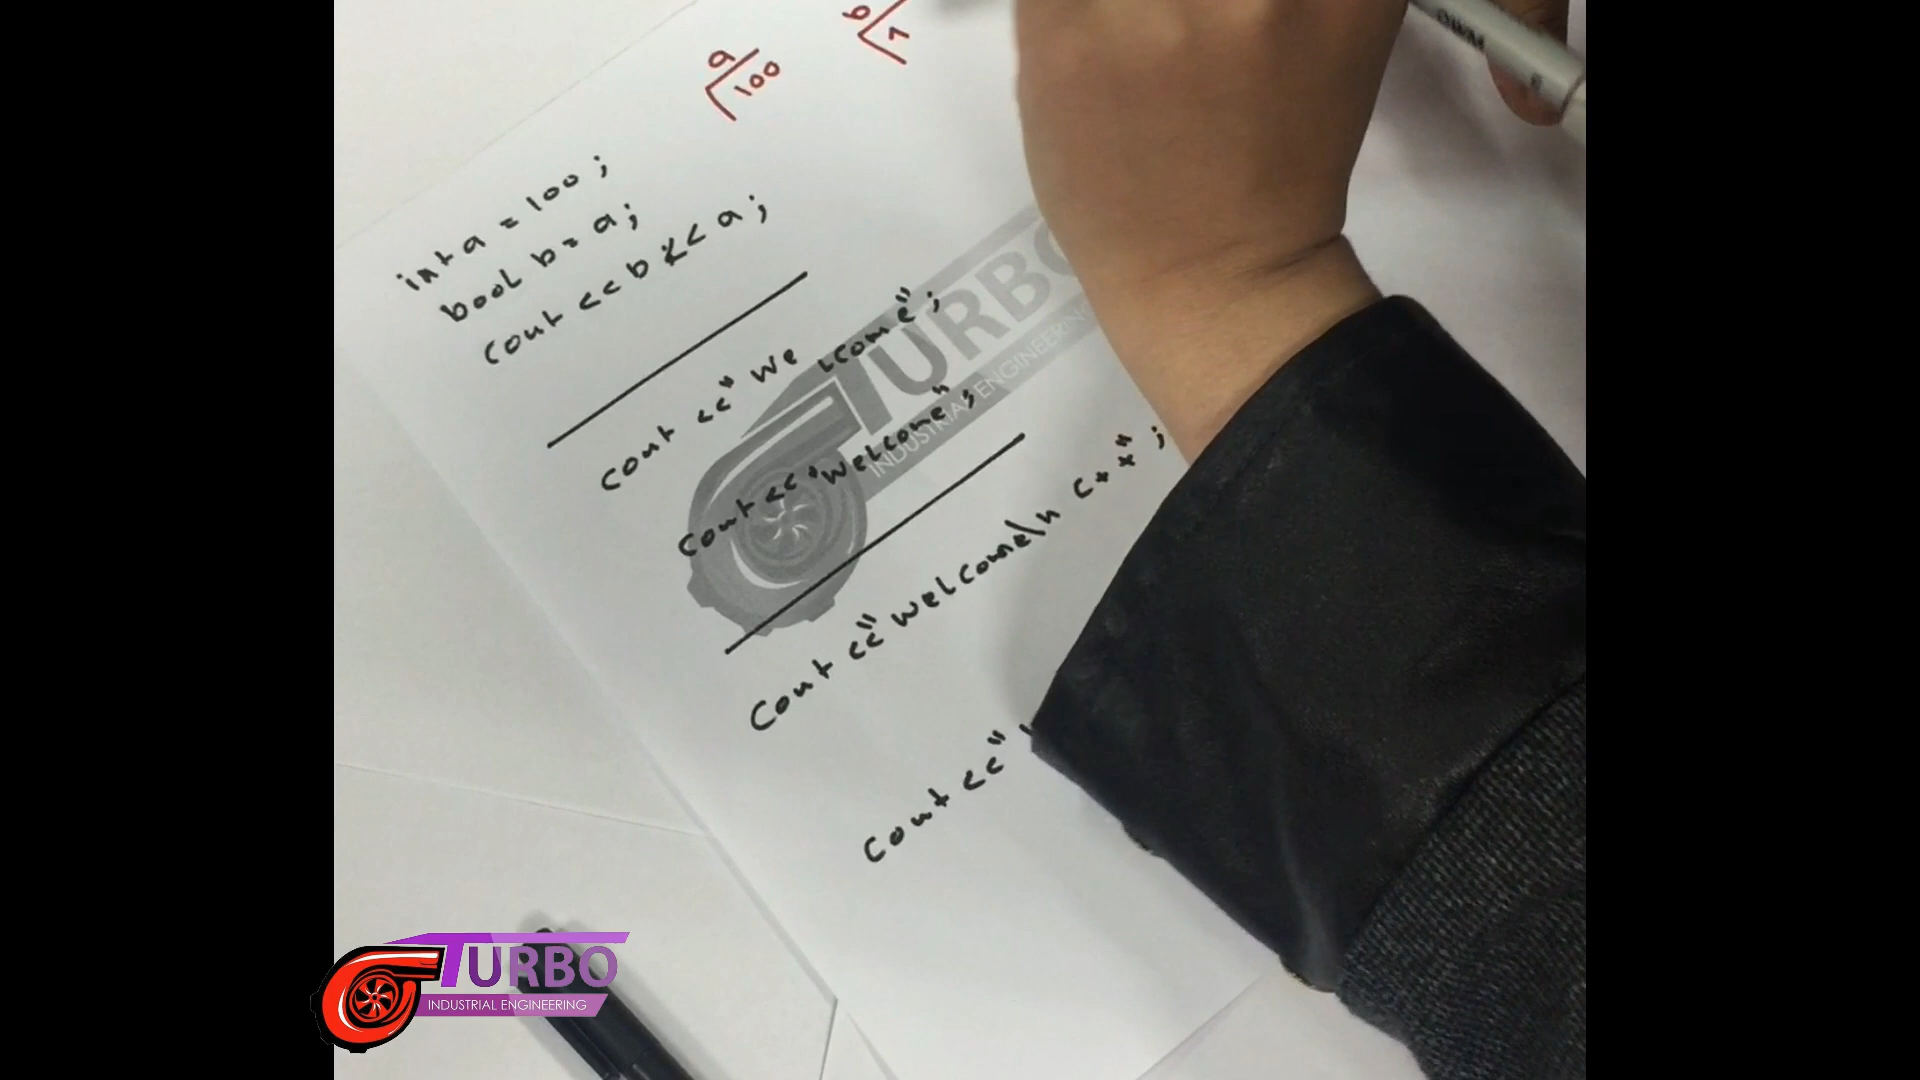 a
100
b
1
int a = 100;
bool b = a;
cout << b << a;
cout <<" we lcome";
cout <<"welcome";
cout <<"welcome\n c++";
cout <<"
TURBO
INDUSTRIAL ENGINEERING
TURBO
INDUSTRIAL ENGINEERING